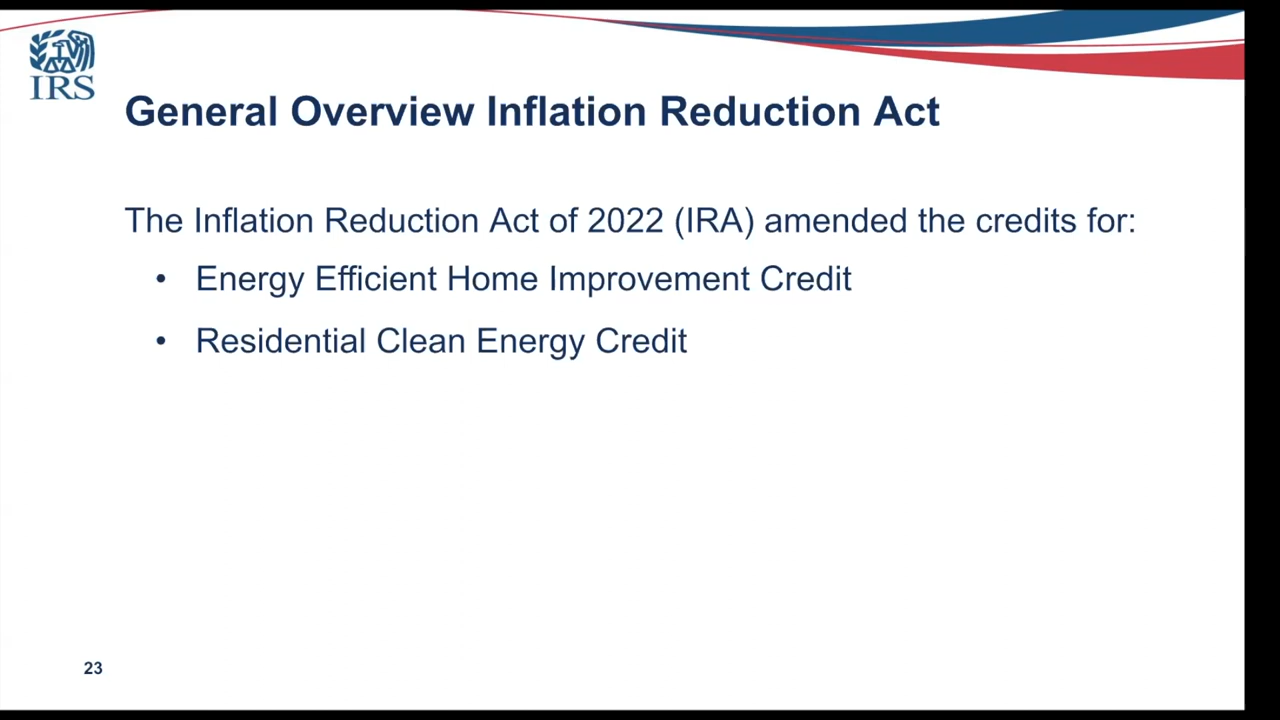 IRS
General Overview Inflation Reduction Act
The Inflation Reduction Act of 2022 (IRA) amended the credits for:
• Energy Efficient Home Improvement Credit
• Residential Clean Energy Credit
23